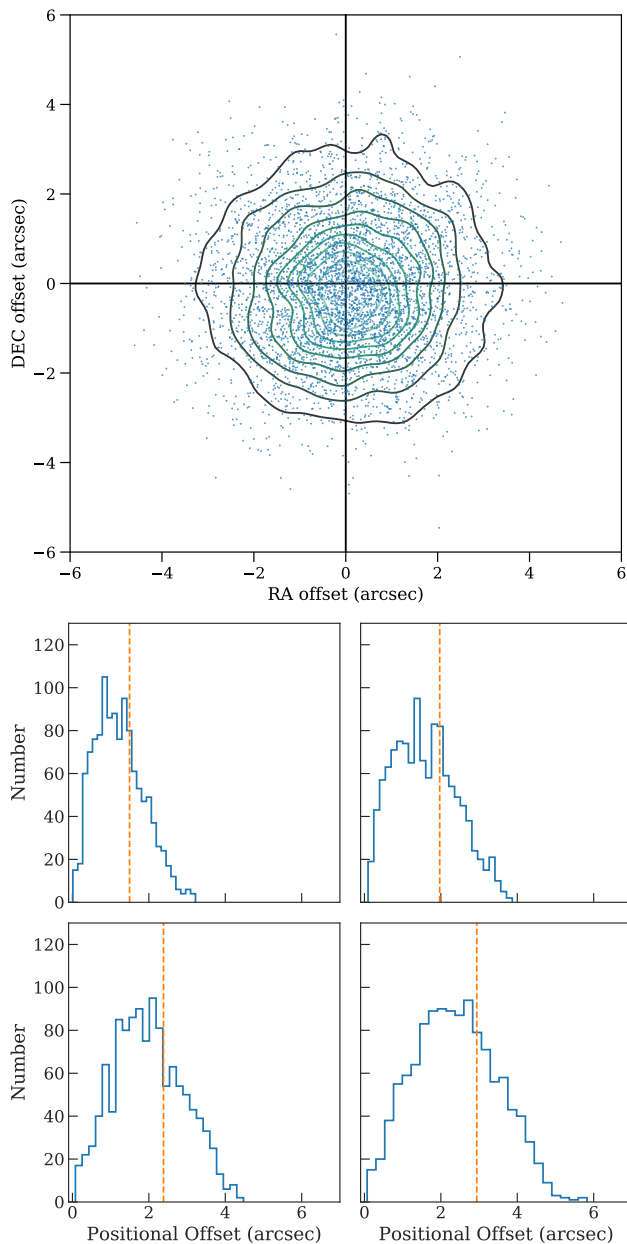 6
4
2
0
−2
−4
−6
DEC offset (arcsec)
−6 −4 −2 0 2 4 6
RA offset (arcsec)
120
100
80
60
40
20
0
Number
0 2 4 6
Positional Offset (arcsec)
120
100
80
60
40
20
0
Number
0 2 4 6
Positional Offset (arcsec)